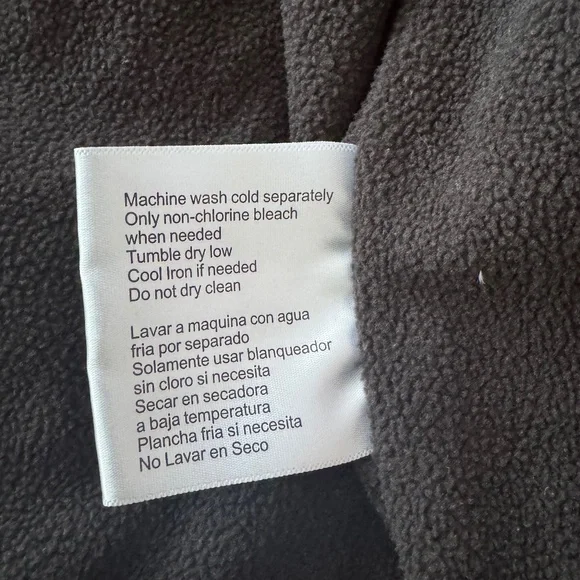 Machine wash cold separately
Only non-chlorine bleach
when needed
Tumble dry low
Cool Iron if needed
Do not dry clean
Lavar a maquina con agua
fria por separado
Solamente usar blanqueador
sin cloro si necesita
Secar en secadora
a baja temperatura
Plancha fria si necesita
No Lavar en Seco